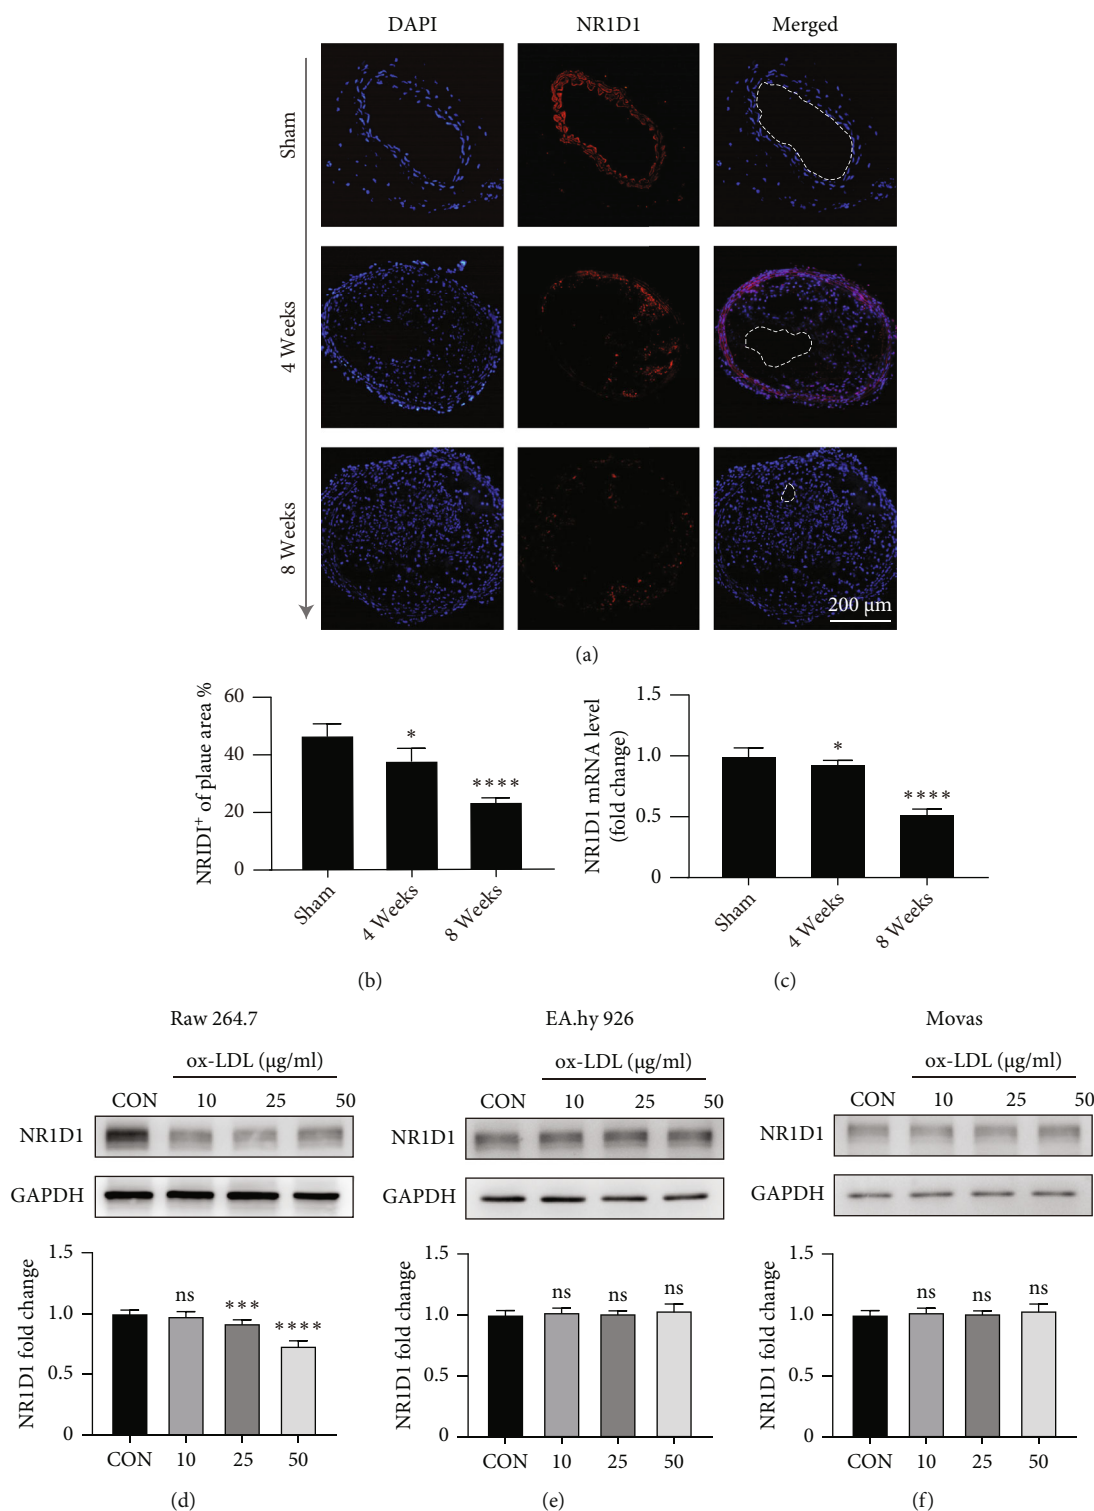 DAPI NR1D1 Merged
Sham
4 Weeks
8 Weeks
200 µm
(a)
NRIDI⁺ of plaue area %
60
40
20
0
*
****
Sham
4 Weeks
8 Weeks
(b)
NR1D1 mRNA level
(fold change)
1.5
1.0
0.5
0
*
****
Sham
4 Weeks
8 Weeks
(c)
Raw 264.7
ox-LDL (µg/ml)
CON 10 25 50
NR1D1
GAPDH
NR1D1 fold change
1.5
1.0
0.5
0
ns
***
****
CON 10 25 50
(d)
EA.hy 926
ox-LDL (µg/ml)
CON 10 25 50
NR1D1
GAPDH
NR1D1 fold change
1.5
1.0
0.5
0
ns ns ns
CON 10 25 50
(e)
Movas
ox-LDL (µg/ml)
CON 10 25 50
NR1D1
GAPDH
NR1D1 fold change
1.5
1.0
0.5
0
ns ns ns
CON 10 25 50
(f)